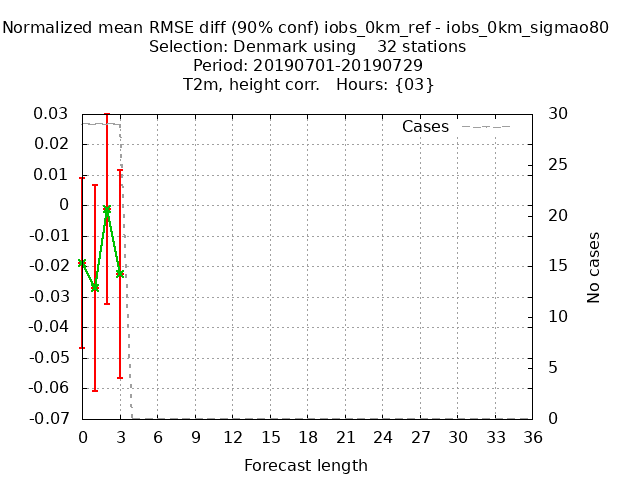 Normalized mean RMSE diff (90% conf) iobs_0km_ref - iobs_0km_sigmao80
Selection: Denmark using    32 stations
Period: 20190701-20190729
T2m, height corr.   Hours: {03}
0.03
0.02
0.01
0
-0.01
-0.02
-0.03
-0.04
-0.05
-0.06
-0.07
Cases
30
25
20
15
10
5
0
No cases
0 3 6 9 12 15 18 21 24 27 30 33 36
Forecast length